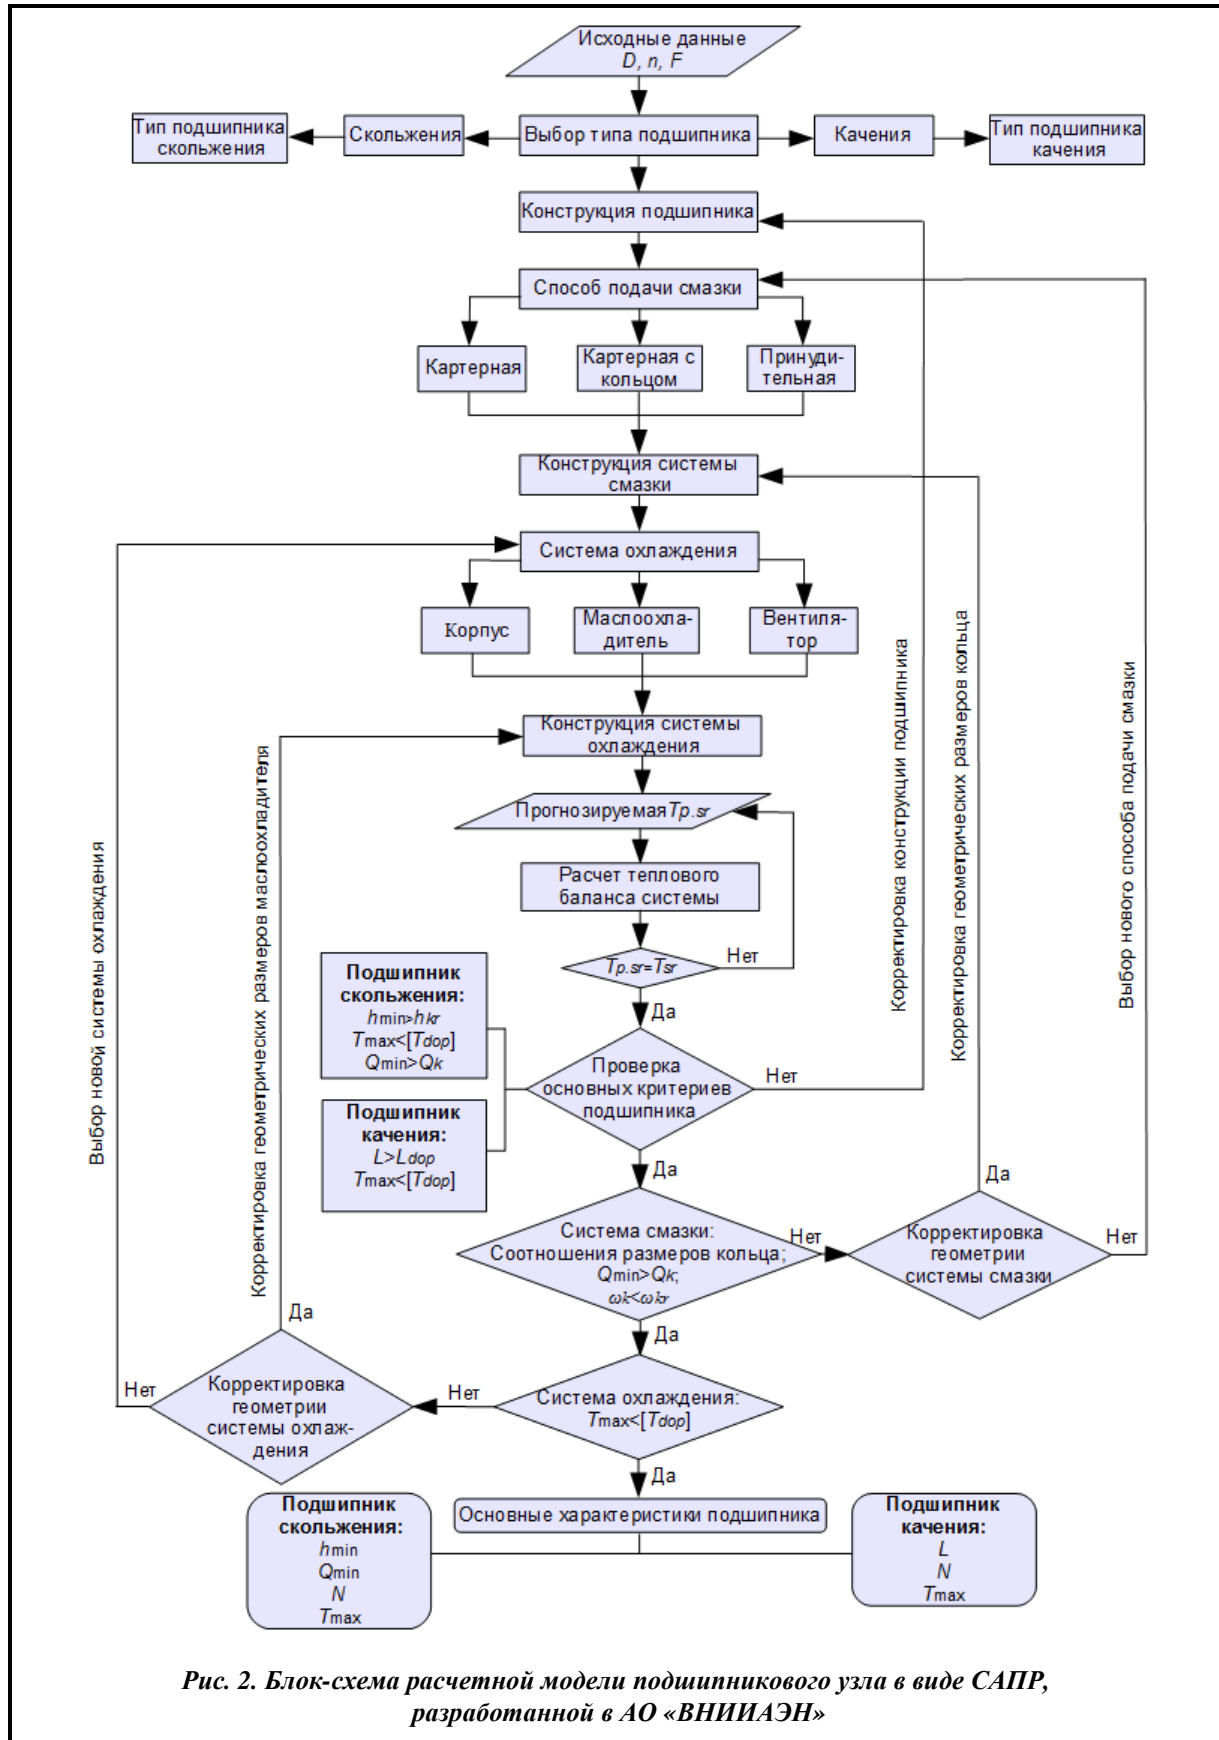 Исходные данные
D, n, F
Тип подшипника
скольжения
Скольжения
Выбор типа подшипника
Качения
Тип подшипника
качения
Конструкция подшипника
Способ подачи смазки
Картерная
Картерная с
кольцом
Принуди-
тельная
Конструкция системы
смазки
Система охлаждения
Корпус
Маслоохла-
дитель
Вентиля-
тор
Конструкция системы
охлаждения
Прогнозируемая Tp.sr
Расчет теплового
баланса системы
Tp.sr=Tsr
Нет
Да
Подшипник
скольжения:
hmin>hkr
Tmax<[Tdop]
Qmin>Qk
Подшипник
качения:
L>Ldop
Tmax<[Tdop]
Проверка
основных критериев
подшипника
Нет
Да
Система смазки:
Соотношения размеров кольца;
Qmin>Qk;
ωk<ωkr
Нет
Да
Корректировка
геометрии
системы смазки
Да
Нет
Система охлаждения:
Tmax<[Tdop]
Нет
Да
Корректировка
геометрии
системы охлаж-
дения
Да
Нет
Выбор новой системы охлаждения
Корректировка геометрических размеров маслоохладителя
Корректировка конструкции подшипника
Корректировка геометрических размеров кольца
Выбор нового способа подачи смазки
Основные характеристики подшипника
Подшипник
скольжения:
hmin
Qmin
N
Tmax
Подшипник
качения:
L
N
Tmax
Рис. 2. Блок-схема расчетной модели подшипникового узла в виде САПР,
разработанной в АО «ВНИИАЭН»